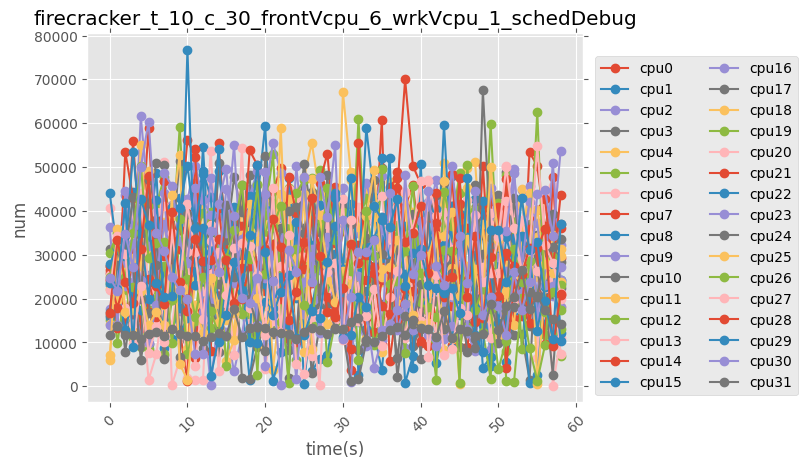 firecracker_t_10_c_30_frontVcpu_6_wrkVcpu_1_schedDebug
80000
70000
60000
50000
40000
30000
20000
10000
0
num
0
10
20
30
40
50
60
time(s)
cpu0
cpu1
cpu2
cpu3
cpu4
cpu5
cpu6
cpu7
cpu8
cpu9
cpu10
cpu11
cpu12
cpu13
cpu14
cpu15
cpu16
cpu17
cpu18
cpu19
cpu20
cpu21
cpu22
cpu23
cpu24
cpu25
cpu26
cpu27
cpu28
cpu29
cpu30
cpu31